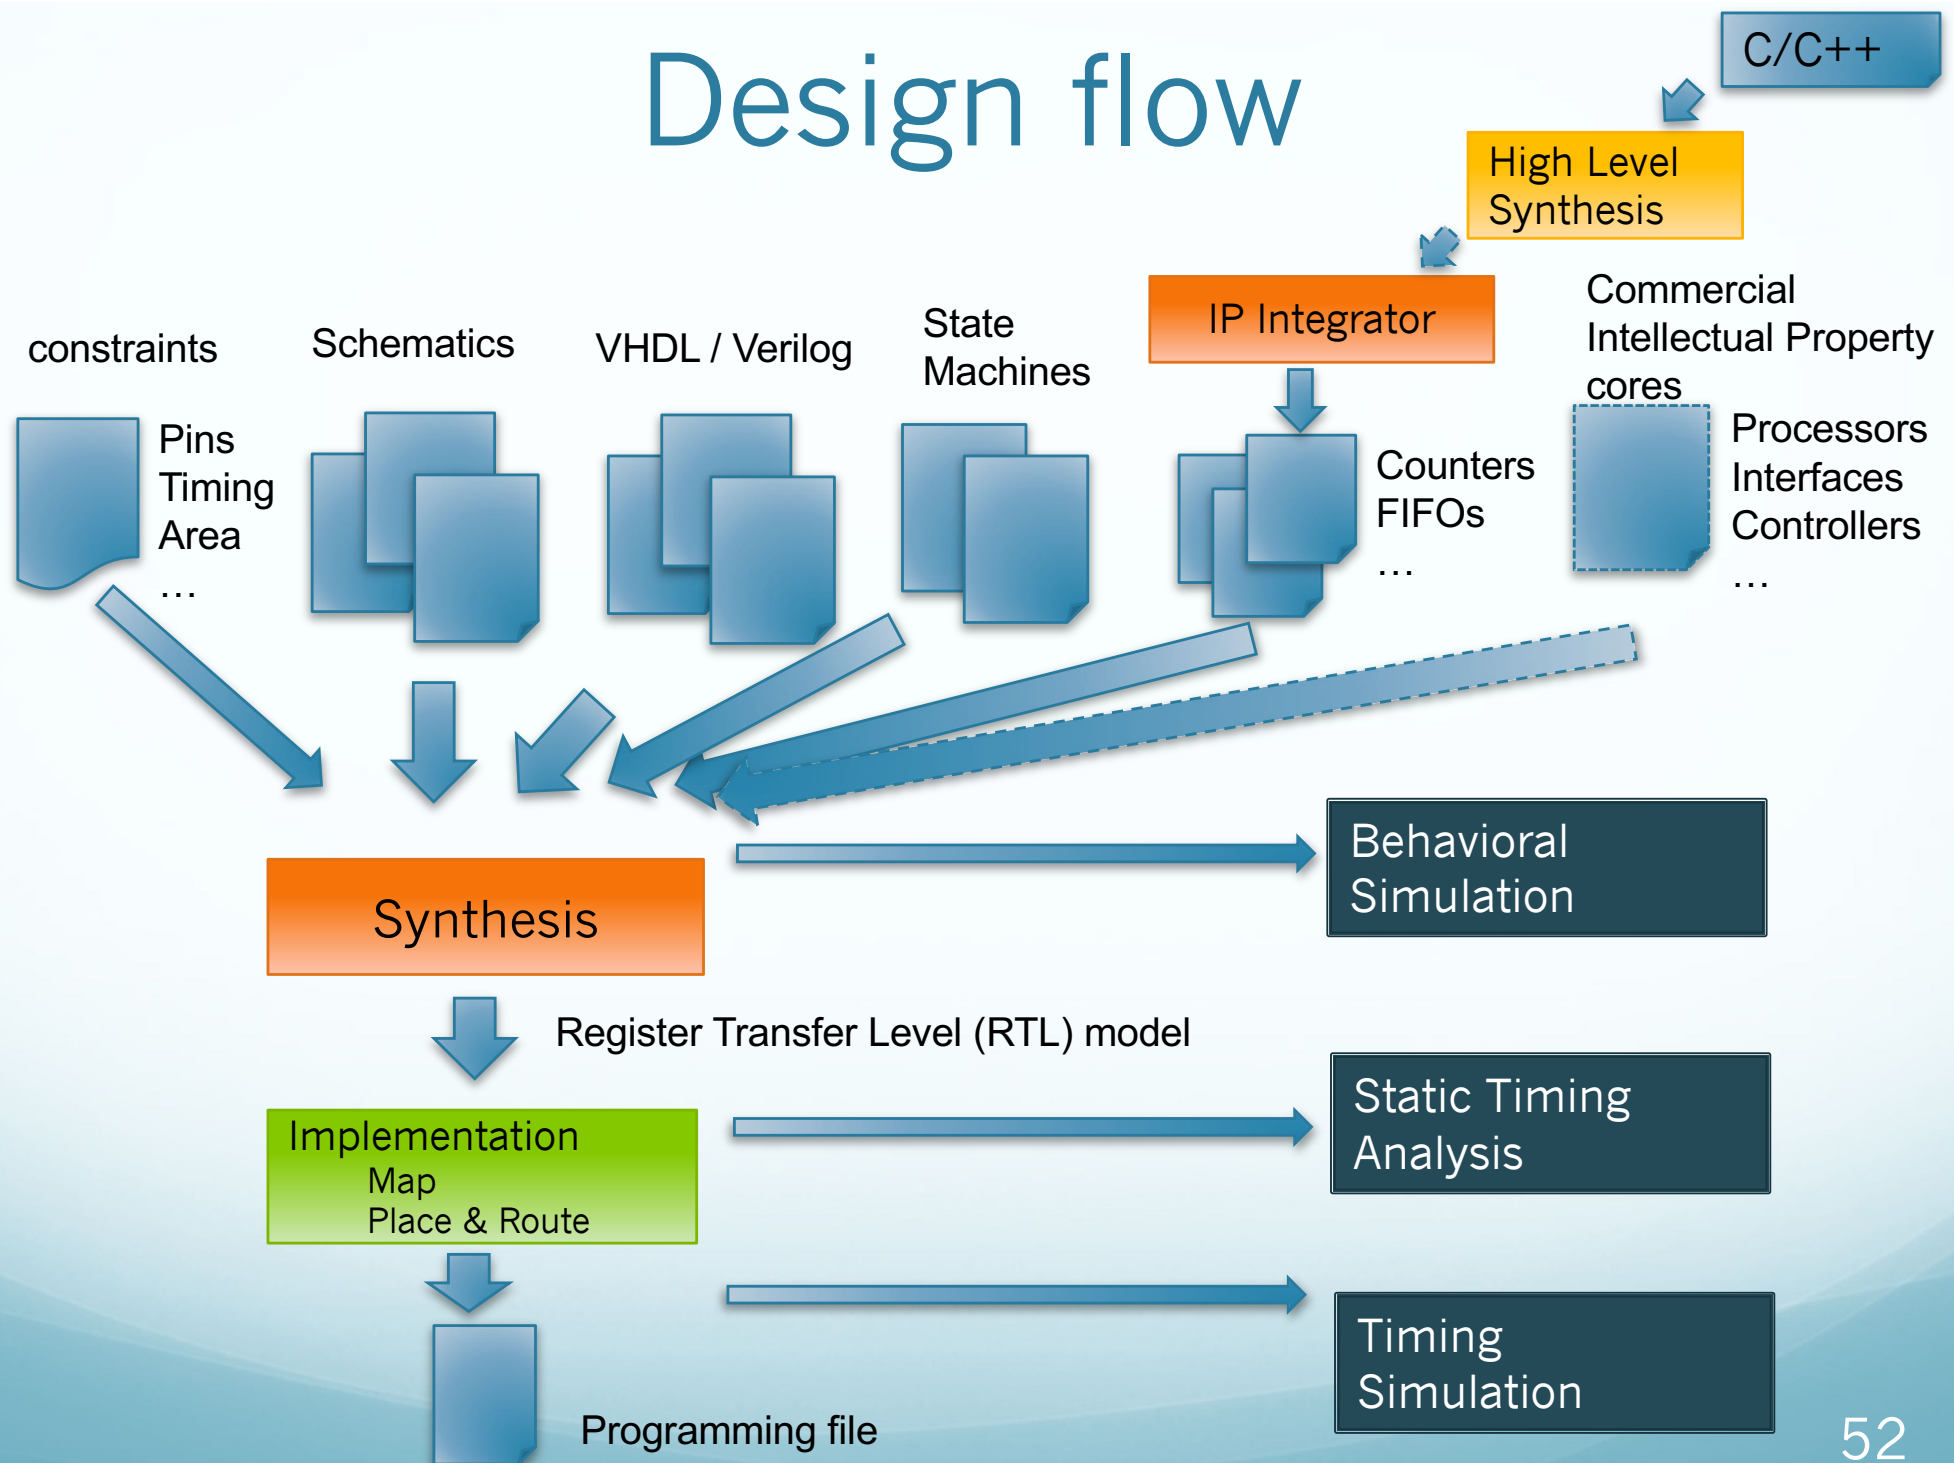 Design flow
C/C++
High Level
Synthesis
IP Integrator
constraints
Schematics
VHDL / Verilog
State
Machines
Commercial
Intellectual Property
cores
Pins
Timing
Area
…
Counters
FIFOs
…
Processors
Interfaces
Controllers
…
Behavioral
Simulation
Synthesis
Register Transfer Level (RTL) model
Static Timing
Analysis
Implementation
Map
Place & Route
Timing
Simulation
Programming file
52